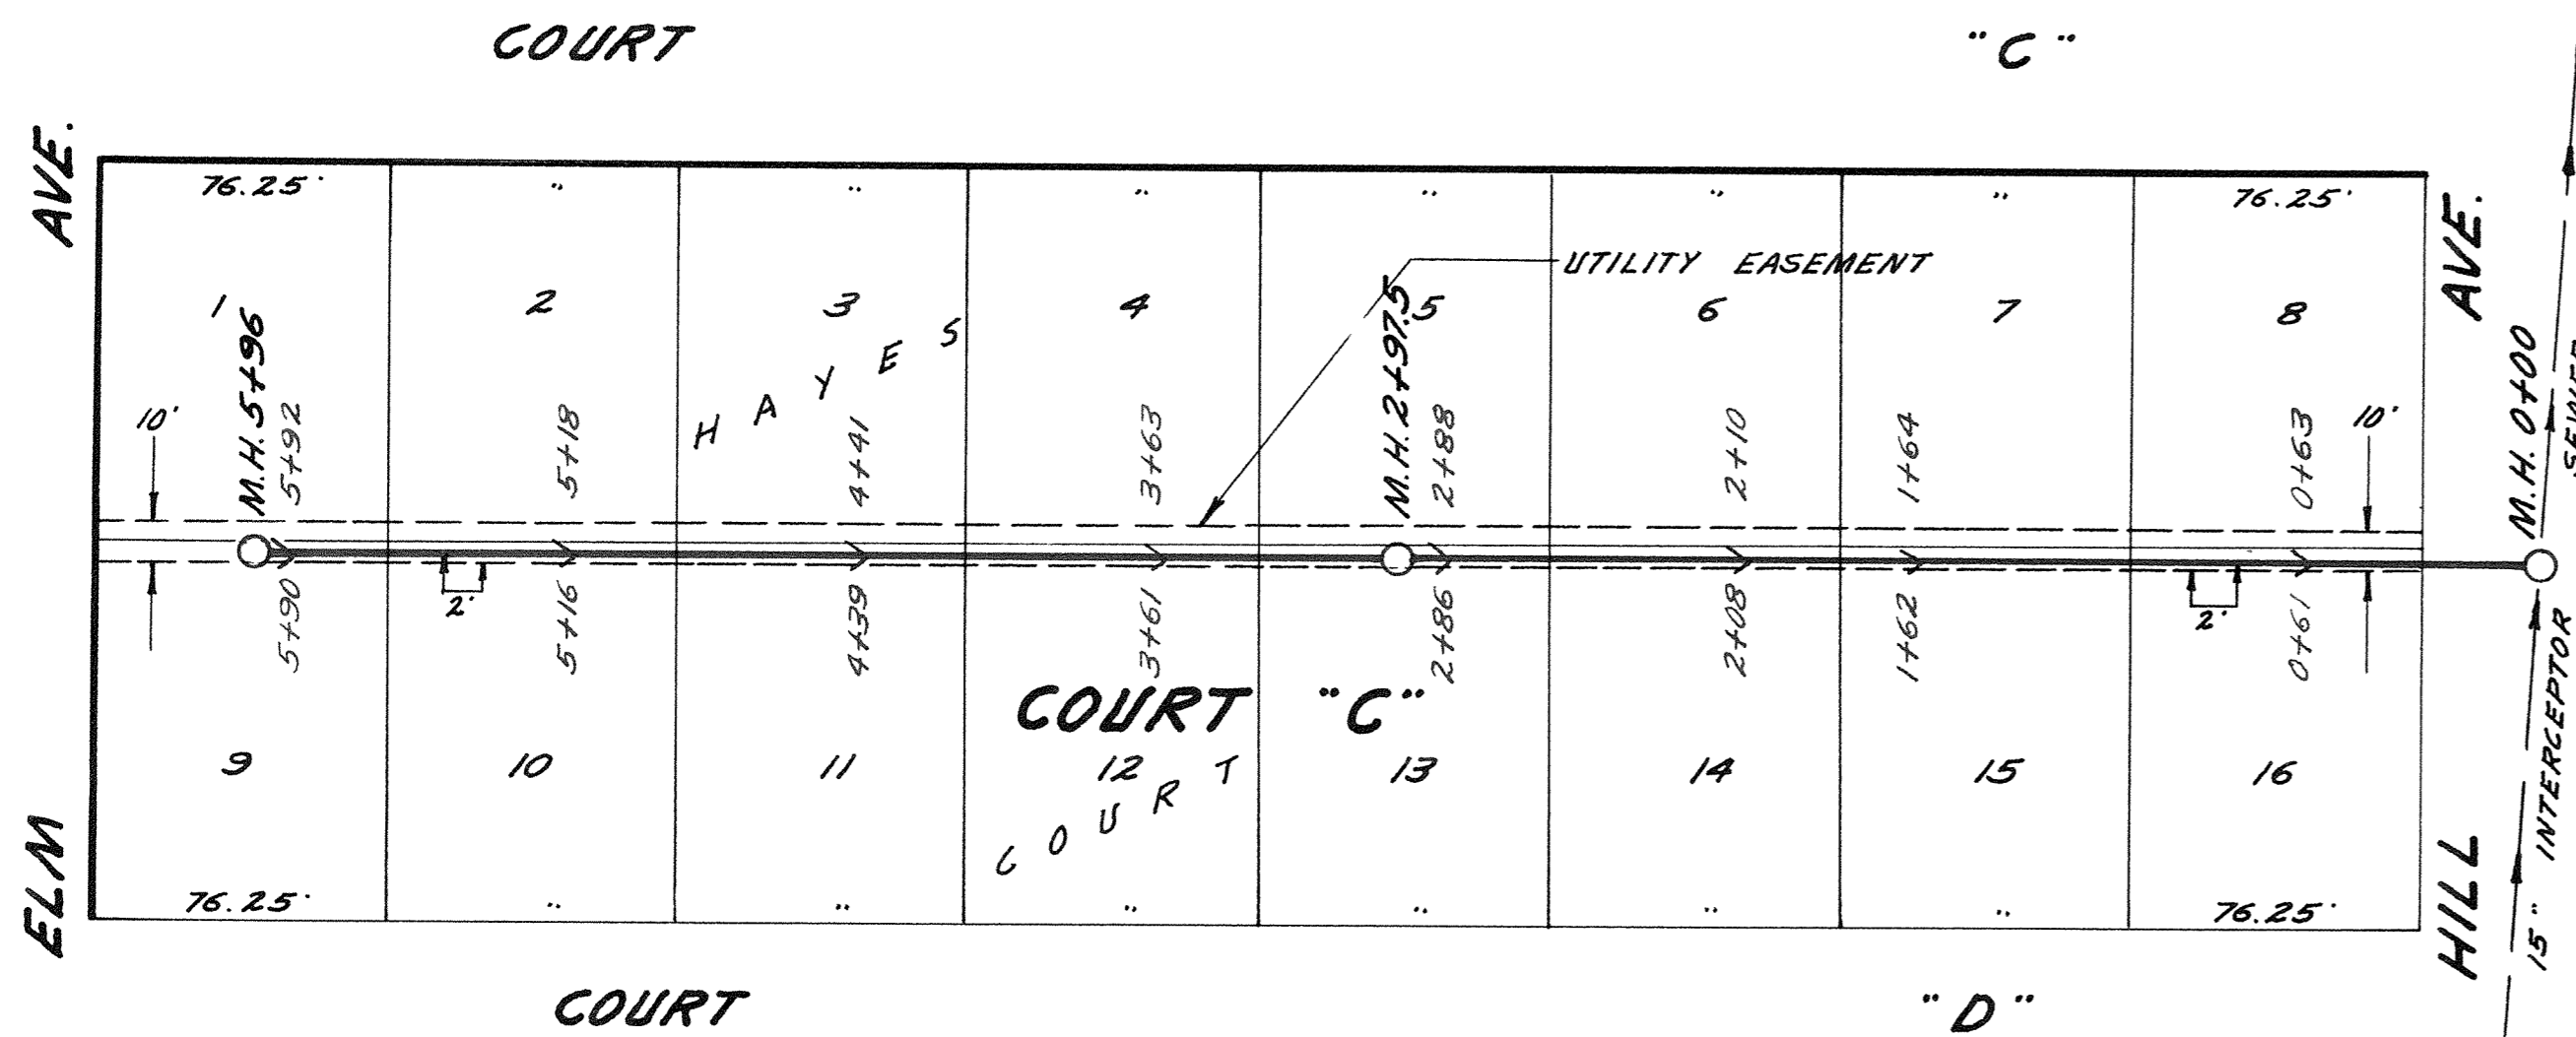 COURT "C"
AVE.
76.25' " " " " " " 76.25'
AVE.
UTILITY EASEMENT
1 2 3 4 5 6 7 8
HAYES
M.H. 5+96
M.H. 2+97.5
M.H. 0+00
SEWER
10'
5+92 5+18 4+41 3+63 2+88 2+10 1+64 0+63
10'
2'
2'
5+90 5+16 4+39 3+61 2+86 2+08 1+62 0+61
COURT "C"
9 10 11 12 13 14 15 16
COURT
ELM
76.25' " " " " " " 76.25'
HILL
15" INTERCEPTOR
COURT "D"